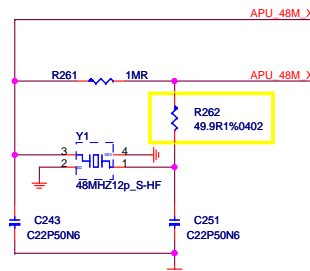 APU_48M_X
R261 1MR APU_48M_X
R262
49.9R1%0402
Y1
3 4
2 1
48MHZ12p_S-HF
C243 C251
C22P50N6 C22P50N6